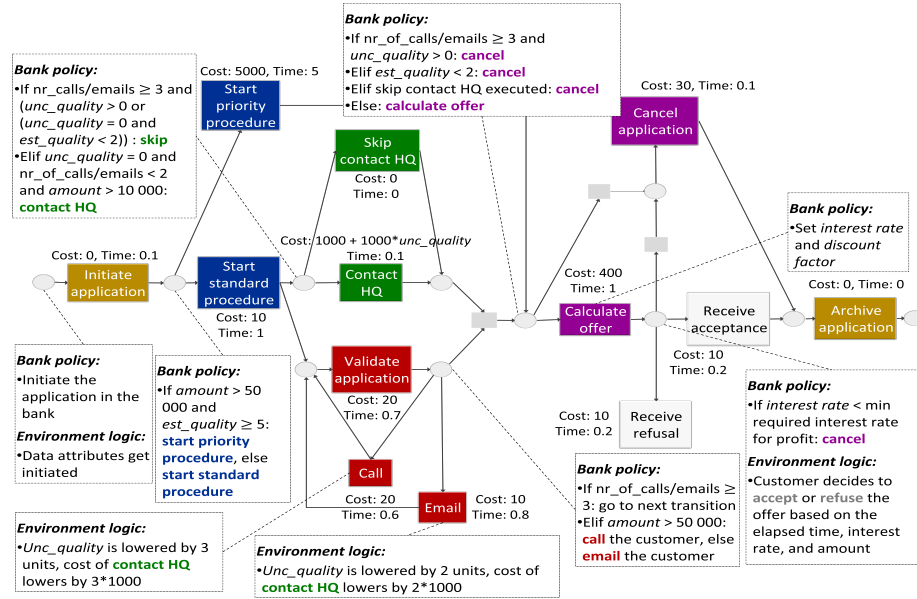 Bank policy:
•If nr_of_calls/emails ≥ 3 and
unc_quality > 0: cancel
•Elif est_quality < 2: cancel
•Elif skip contact HQ executed: cancel
•Else: calculate offer
Bank policy:
•If nr_calls/emails ≥ 3 and
(unc_quality > 0 or
(unc_quality = 0 and
est_quality < 2)) : skip
•Elif unc_quality = 0 and
nr_of_calls/emails < 2
and amount > 10 000:
contact HQ
Cost: 5000, Time: 5
Start
priority
procedure
Cost: 30, Time: 0.1
Cancel
application
Skip
contact HQ
Cost: 0
Time: 0
Bank policy:
•Set interest rate
and discount
factor
Cost: 1000 + 1000*unc_quality
Time: 0.1
Contact
HQ
Cost: 0, Time: 0.1
Initiate
application
Start
standard
procedure
Cost: 10
Time: 1
Cost: 400
Time: 1
Calculate
offer
Receive
acceptance
Cost: 10
Time: 0.2
Cost: 0, Time: 0
Archive
application
Bank policy:
•Initiate the
application in the
bank
Environment logic:
•Data attributes get
initiated
Bank policy:
•If amount > 50
000 and
est_quality ≥ 5:
start priority
procedure, else
start standard
procedure
Validate
application
Cost: 20
Time: 0.7
Call
Cost: 20
Time: 0.6
Email
Cost: 10
Time: 0.8
Cost: 10
Time: 0.2
Receive
refusal
Bank policy:
•If interest rate < min
required interest rate
for profit: cancel
Environment logic:
•Customer decides to
accept or refuse the
offer based on the
elapsed time, interest
rate, and amount
Bank policy:
•If nr_of_calls/emails ≥
3: go to next transition
•Elif amount > 50 000:
call the customer, else
email the customer
Environment logic:
•Unc_quality is lowered by 3
units, cost of contact HQ
lowers by 3*1000
Environment logic:
•Unc_quality is lowered by 2 units, cost of
contact HQ lowers by 2*1000